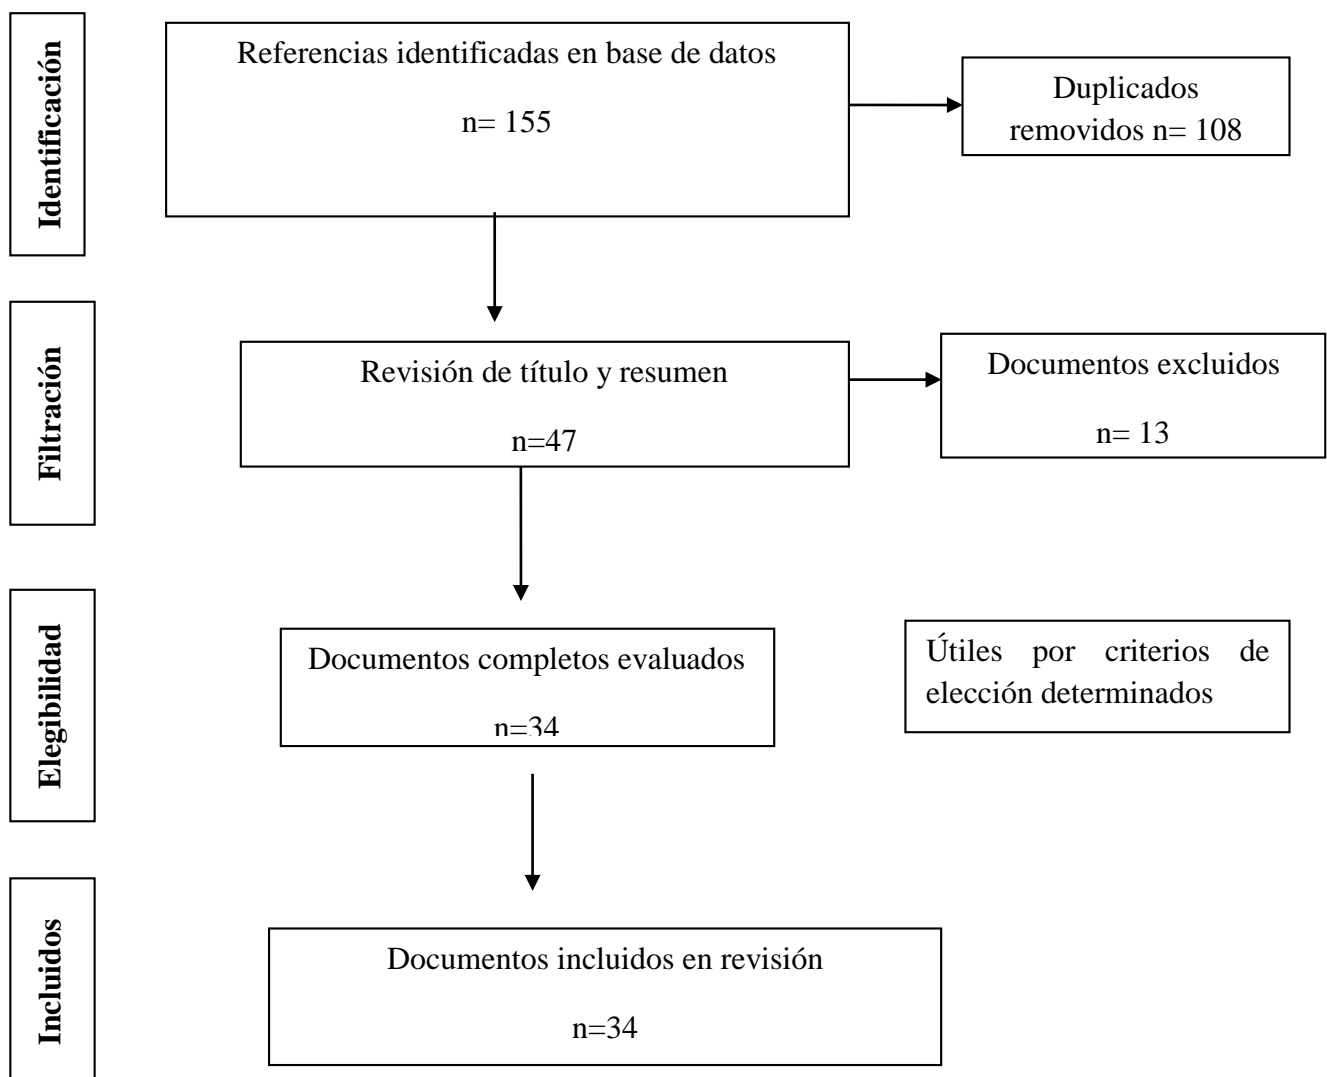 Identificación
Referencias identificadas en base de datos
n= 155
Duplicados
removidos n= 108
Filtración
Revisión de título y resumen
n=47
Documentos excluidos
n= 13
Elegibilidad
Documentos completos evaluados
n=34
Útiles por criterios de
elección determinados
Incluidos
Documentos incluidos en revisión
n=34